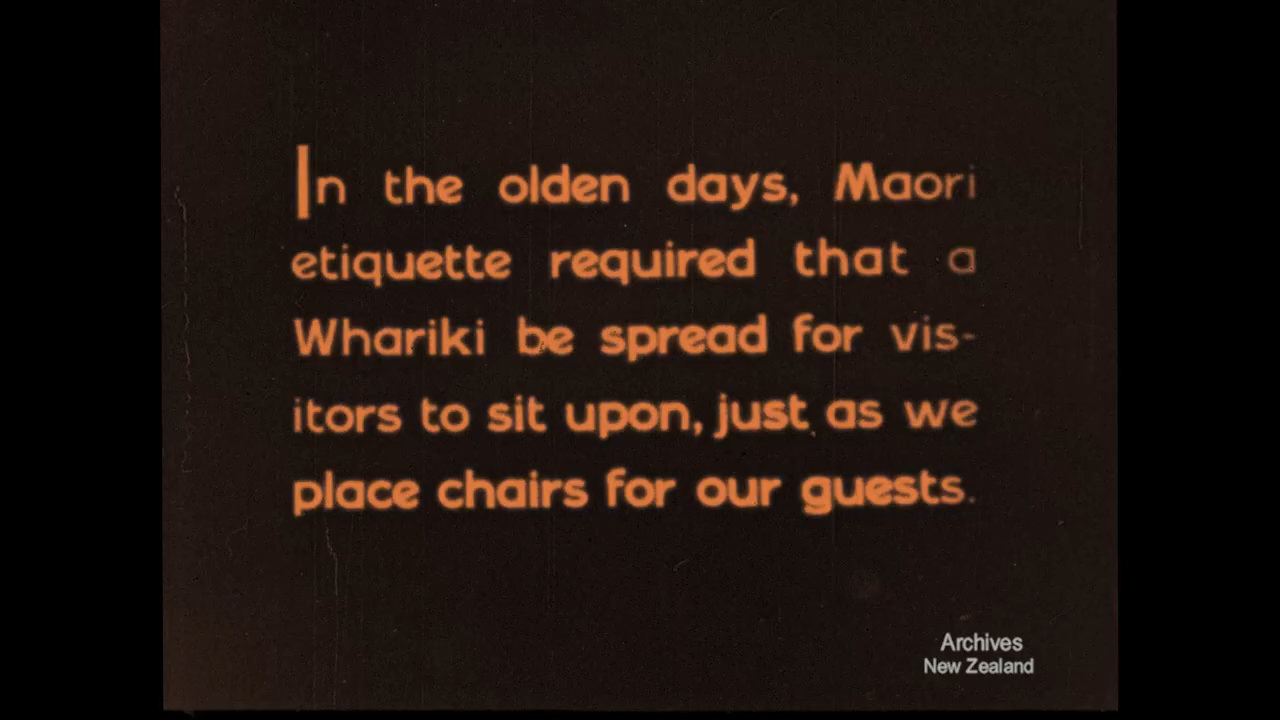 In the olden days, Maori
etiquette required that a
Whariki be spread for vis-
itors to sit upon, just as we
place chairs for our guests.
Archives
New Zealand